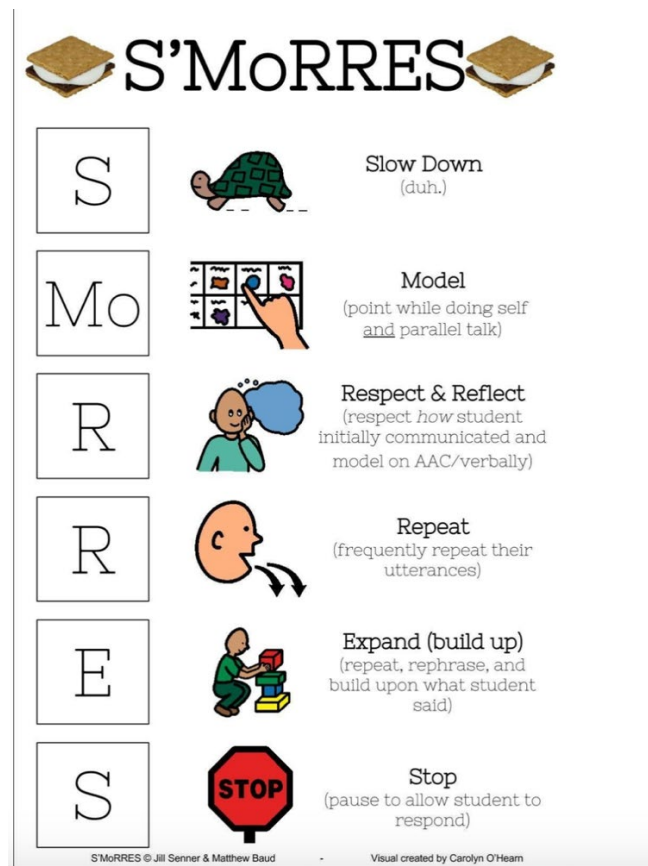 S'MoRRES
S
Slow Down
(duh.)
Mo
Model
(point while doing self
and parallel talk)
R
Respect & Reflect
(respect how student
initially communicated and
model on AAC/verbally)
R
Repeat
(frequently repeat their
utterances)
E
Expand (build up)
(repeat, rephrase, and
build upon what student
said)
S
STOP
Stop
(pause to allow student to
respond)
S'MoRRES © Jill Senner & Matthew Baud - Visual created by Carolyn O'Hearn